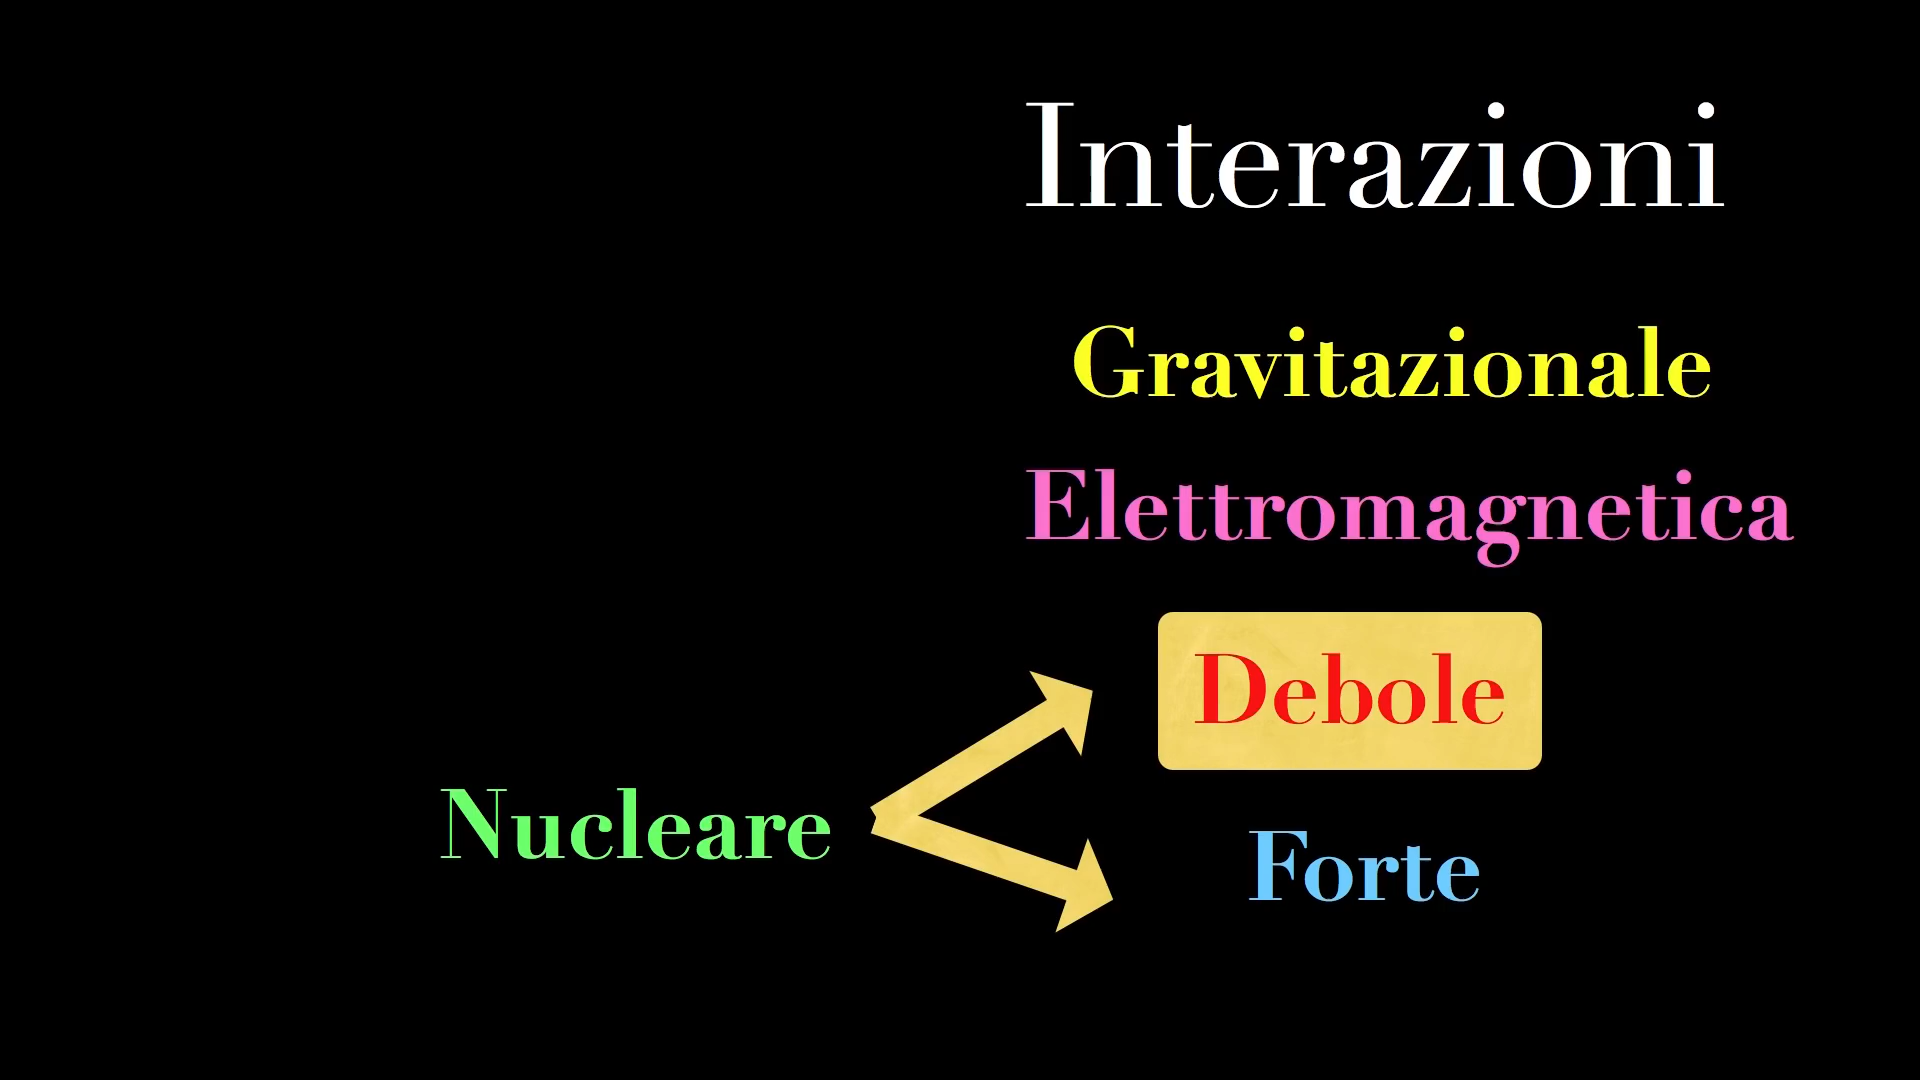 Interazioni
Gravitazionale
Elettromagnetica
Debole
Nucleare
Forte